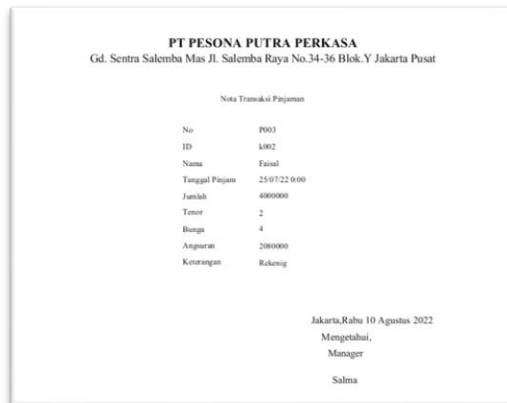 PT PESONA PUTRA PERKASA
Gd. Sentra Salemba Mas Jl. Salemba Raya No.34-36 Blok.Y Jakarta Pusat
Nota Transaksi Pinjaman
No P003
ID k002
Nama Faisal
Tanggal Pinjam 25/07/22 0:00
Jumlah 4000000
Tenor 2
Bunga 4
Angsuran 2080000
Keterangan Rekenig
Jakarta,Rabu 10 Agustus 2022
Mengetahui,
Manager
Salma